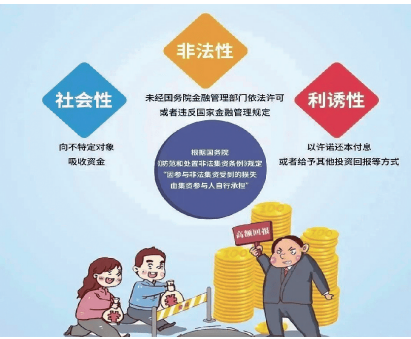 非法性
社会性
利诱性
未经国务院金融管理部门依法许可
或者违反国家金融管理规定
向不特定对象
吸收资金
以许诺还本付息
或者给予其他投资回报等方式
根据国务院
《防范和处置非法集资条例》规定
“因参与非法集资受到的损失
由集资参与人自行承担”
高额回报